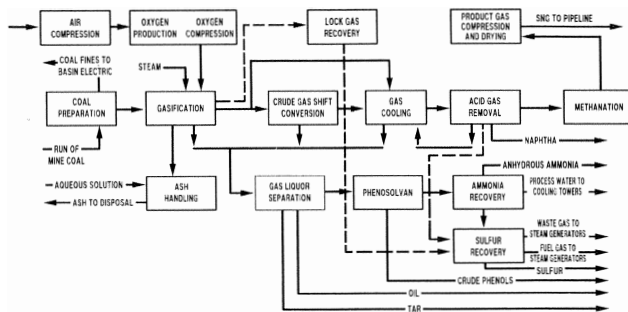 AIR
COMPRESSION
OXYGEN OXYGEN
PRODUCTION COMPRESSION
LOCK GAS
RECOVERY
PRODUCT GAS
COMPRESSION
AND DRYING
SNG TO PIPELINE
COAL FINES TO
BASIN ELECTRIC
STEAM
COAL
PREPARATION
GASIFICATION
CRUDE GAS SHIFT
CONVERSION
GAS
COOLING
ACID GAS
REMOVAL
METHANATION
RUN OF
MINE COAL
NAPHTHA
AQUEOUS SOLUTION
ASH TO DISPOSAL
ASH
HANDLING
GAS LIQUOR
SEPARATION
PHENOSOLVAN
AMMONIA
RECOVERY
ANHYDROUS AMMONIA
PROCESS WATER TO
COOLING TOWERS
SULFUR
RECOVERY
WASTE GAS TO
STEAM GENERATORS
FUEL GAS TO
STEAM GENERATORS
SULFUR
CRUDE PHENOLS
OIL
TAR